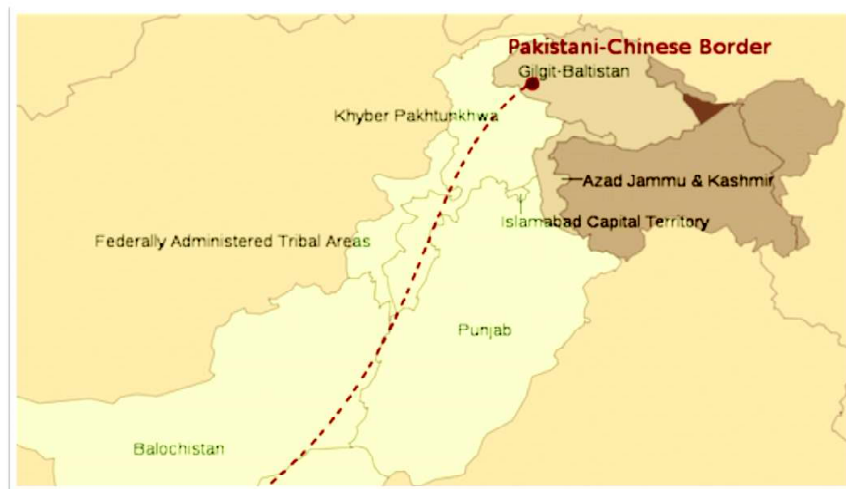 Pakistani-Chinese Border
Gilgit-Baltistan
Khyber Pakhtunkhwa
Azad Jammu & Kashmir
Islamabad Capital Territory
Federally Administered Tribal Areas
Punjab
Balochistan